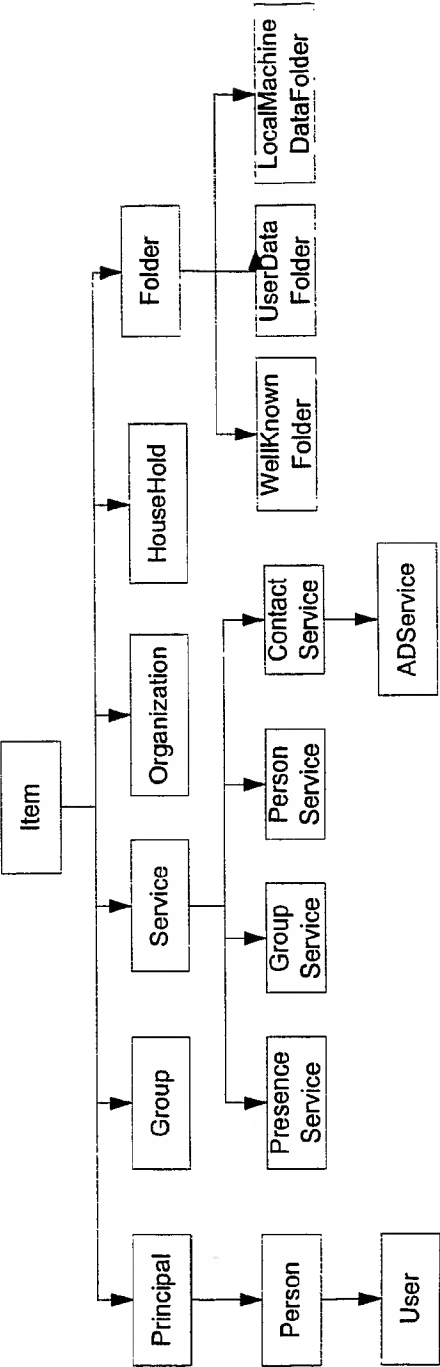 Item
Principal
Group
Service
Organization
HouseHold
Folder
Person
Presence
Service
Group
Service
Person
Service
Contact
Service
WellKnown
Folder
UserData
Folder
LocalMachine
DataFolder
User
ADService